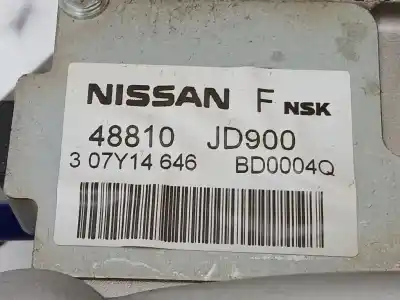 NISSAN F NSK
48810 JD900
3 07Y14 646 BD0004Q